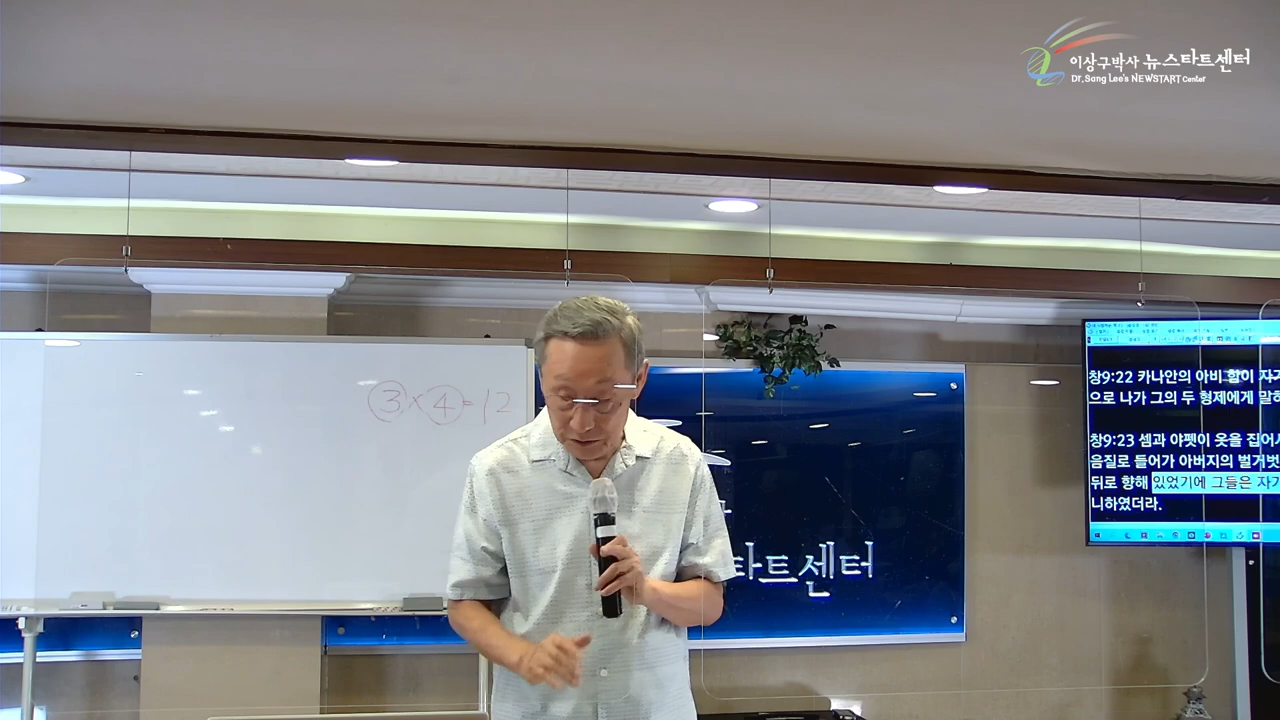 이상구박사 뉴스타트센터
Dr. Sang Lee's NEWSTART Center
③×④=12
창9:22 카나안의 아비 함이 자기
으로 나가 그의 두 형제에게 말하
창9:23 셈과 야펫이 옷을 집어서
음질로 들어가 아버지의 벌거벗
뒤로 향해 있었기에 그들은 자기
니하였더라.
타트센터